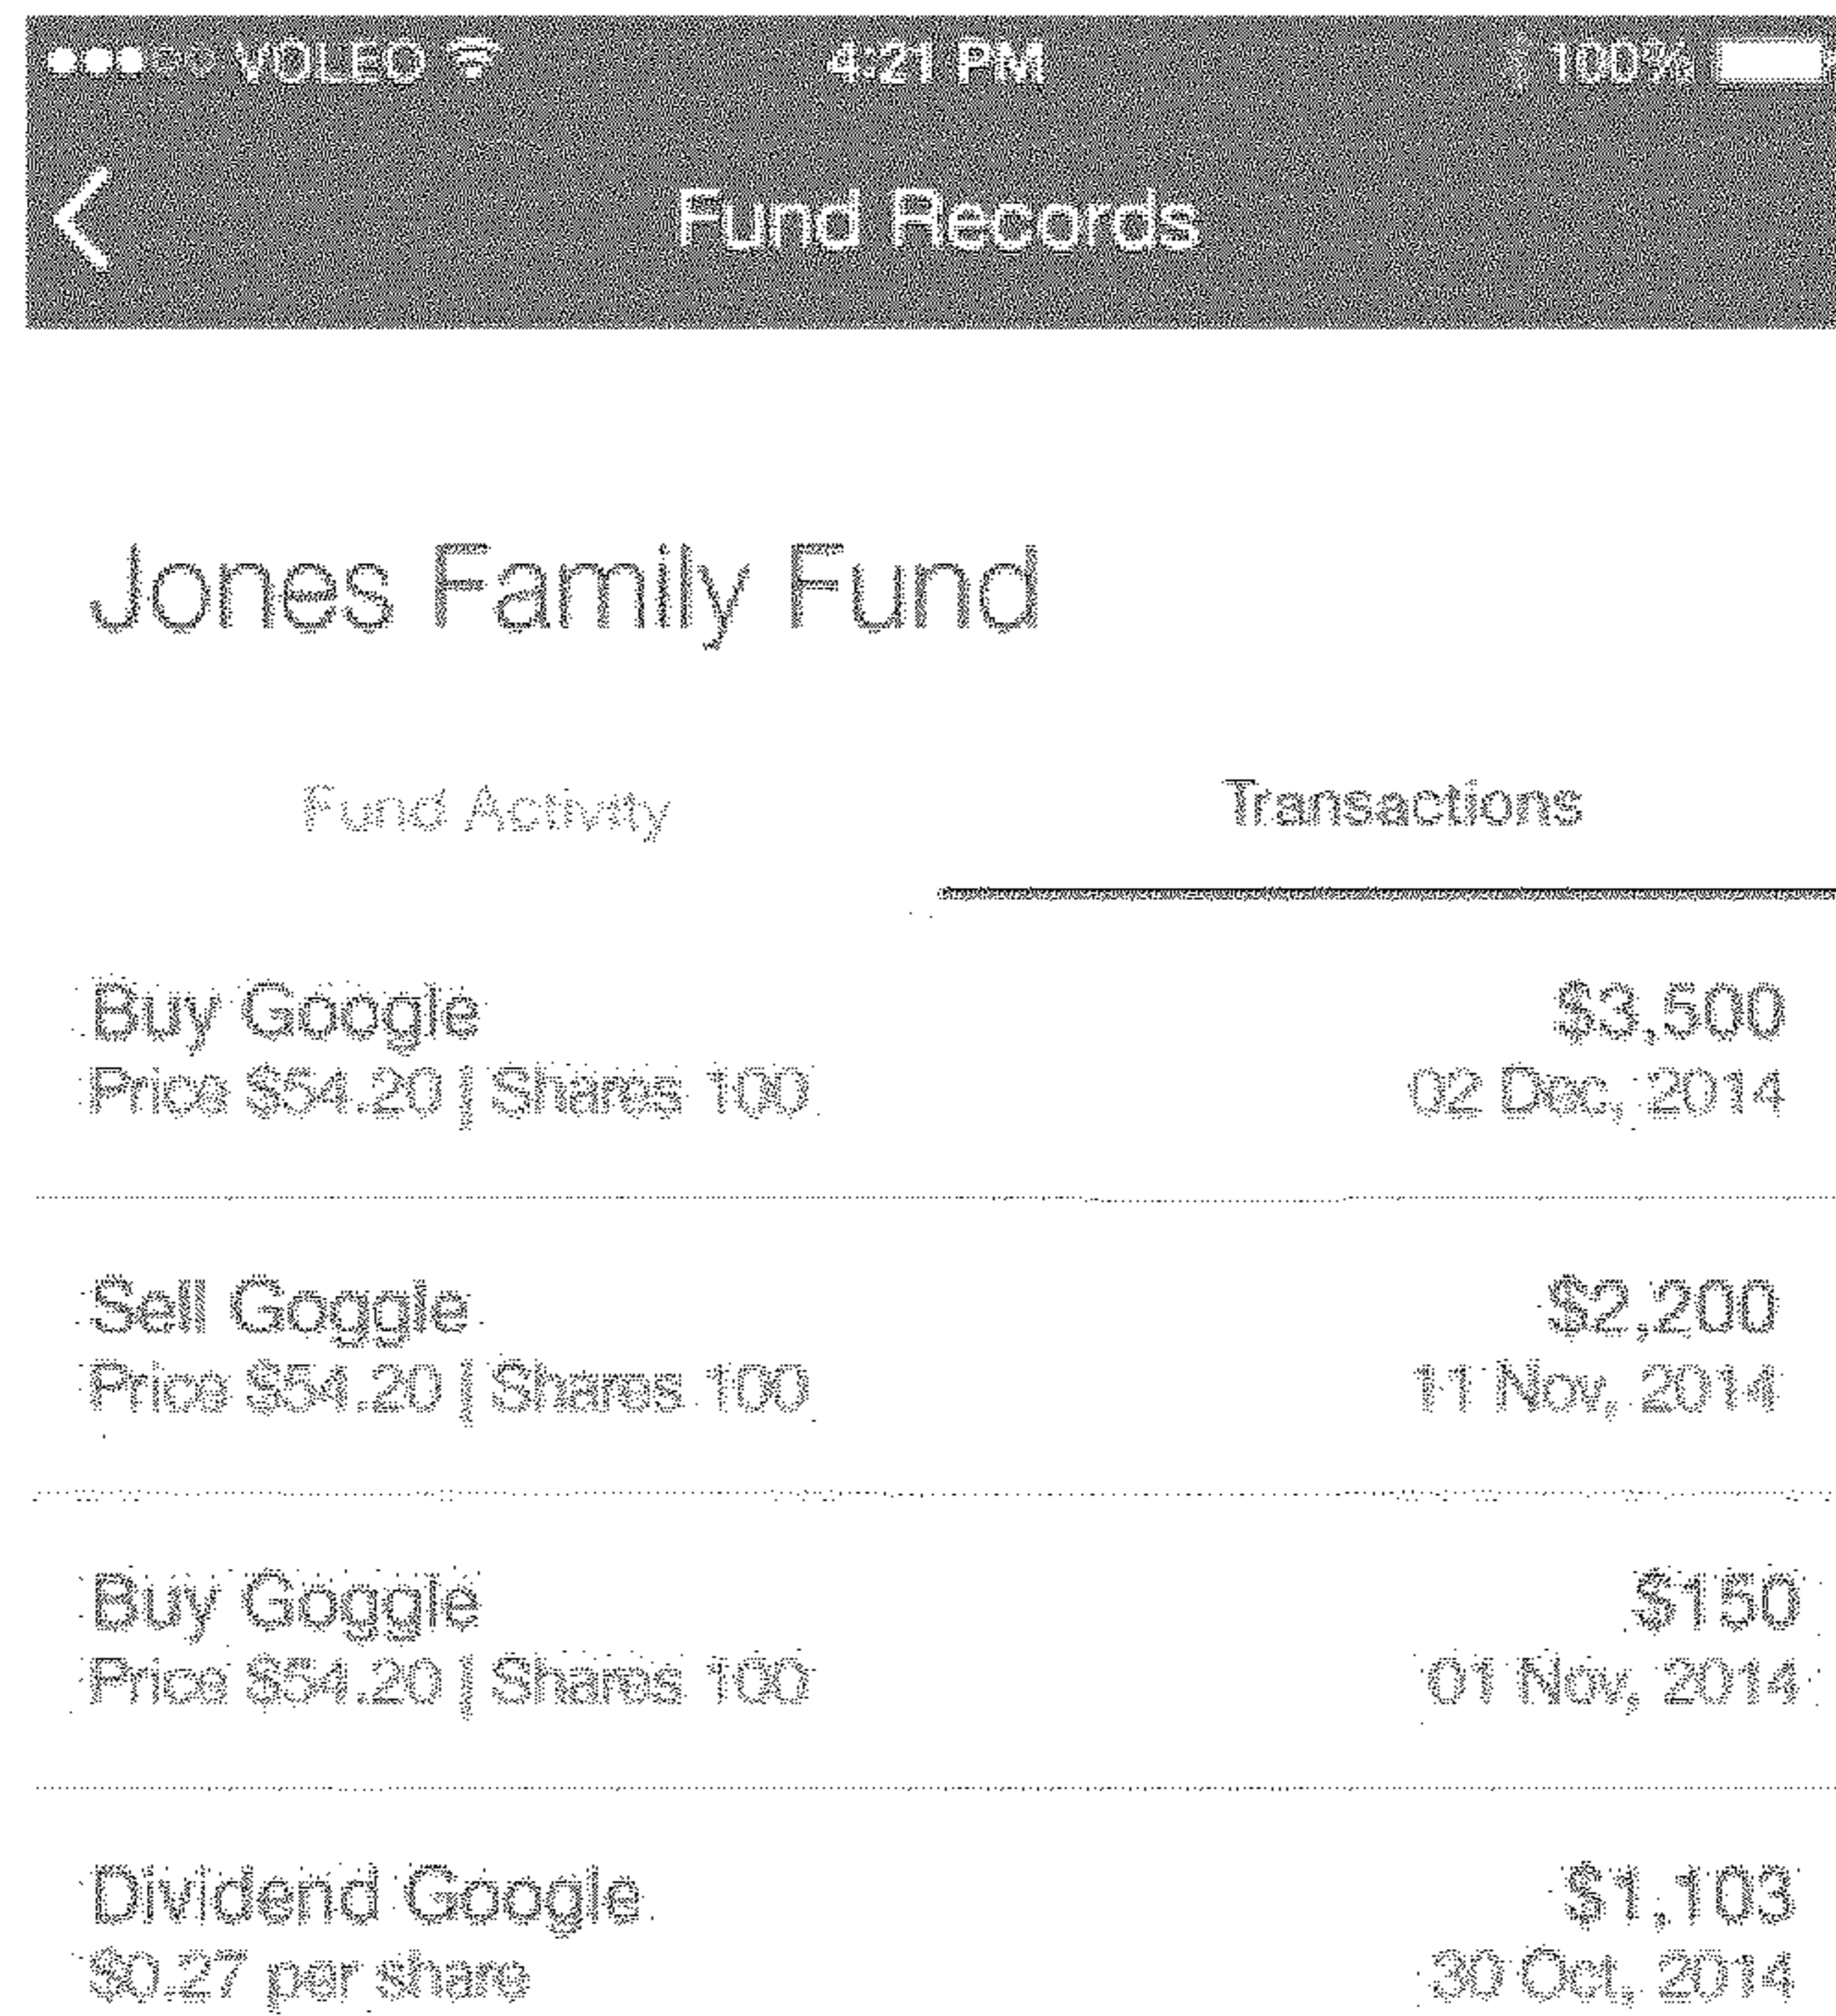 VOLEO 4:21 PM 100%
Fund Records
Jones Family Fund
Fund Activity Transactions
Buy Google $3,500
Price $54.20 | Shares 100 02 Dec, 2014
Sell Goggle $2,200
Price $54.20 | Shares 100 11 Nov, 2014
Buy Goggle $150
Price $54.20 | Shares 100 01 Nov, 2014
Dividend Google $1,103
$0.27 per share 30 Oct, 2014